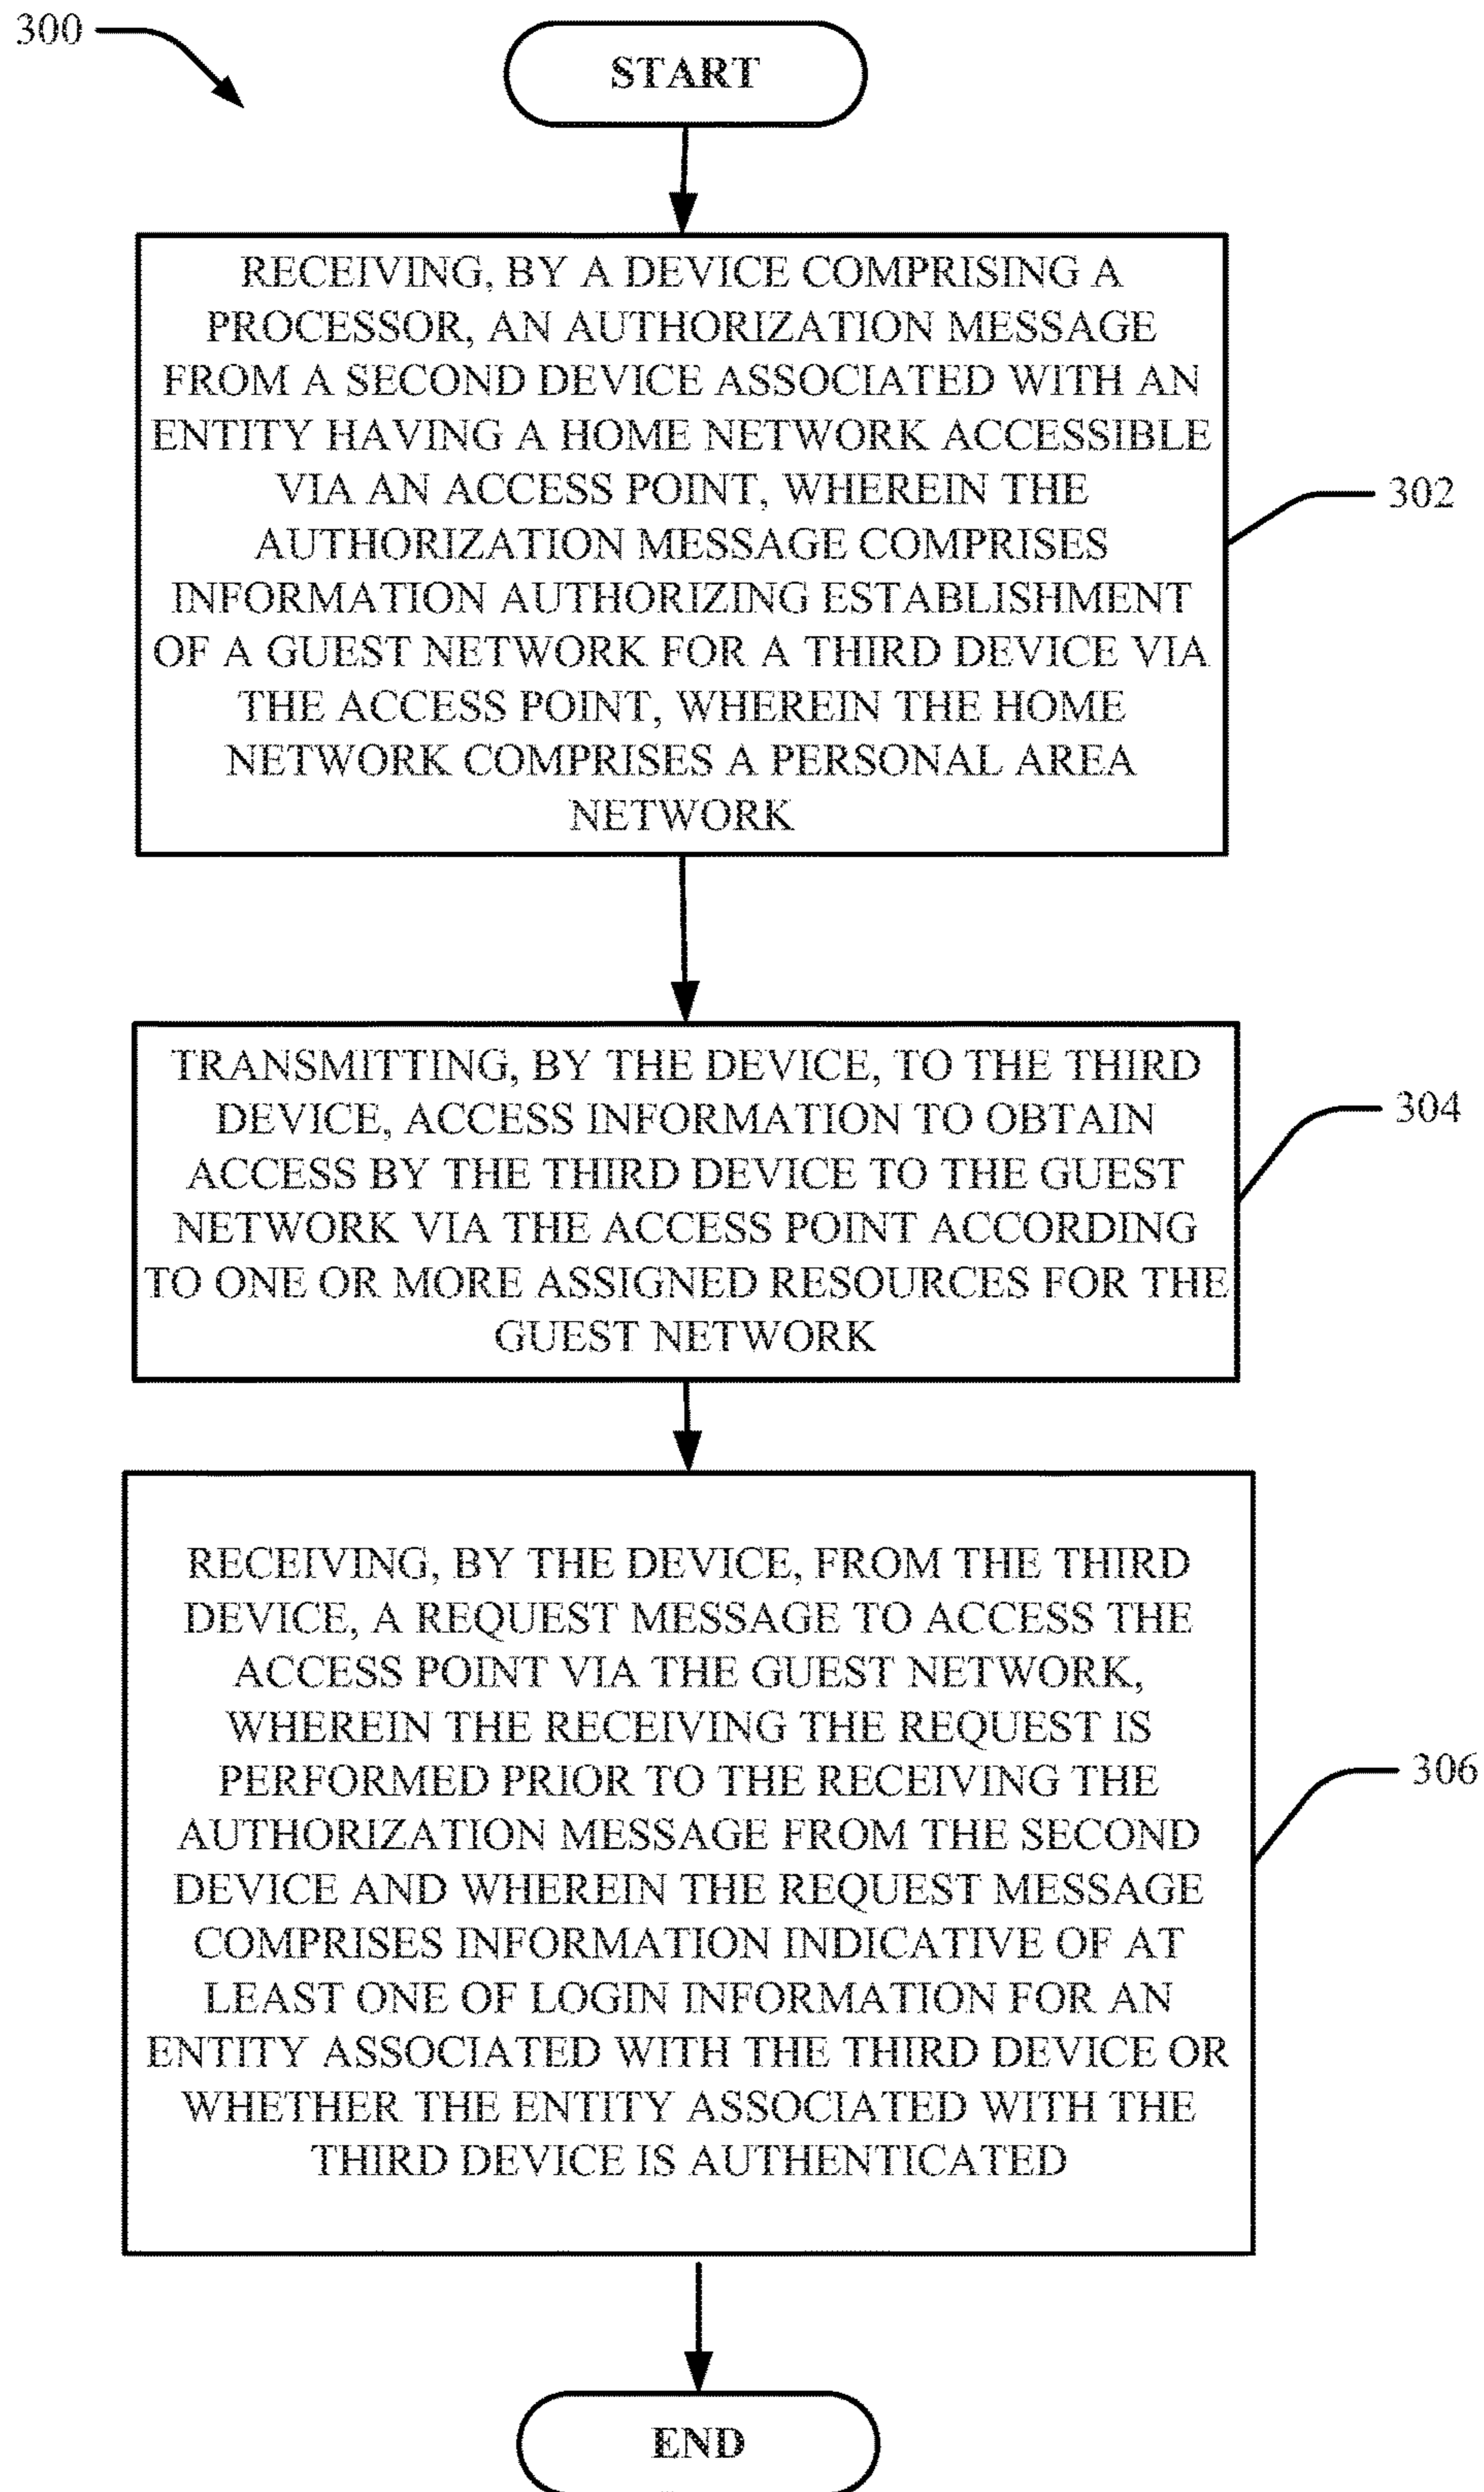 300
START
RECEIVING, BY A DEVICE COMPRISING A
PROCESSOR, AN AUTHORIZATION MESSAGE
FROM A SECOND DEVICE ASSOCIATED WITH AN
ENTITY HAVING A HOME NETWORK ACCESSIBLE
VIA AN ACCESS POINT, WHEREIN THE
AUTHORIZATION MESSAGE COMPRISES
INFORMATION AUTHORIZING ESTABLISHMENT
OF A GUEST NETWORK FOR A THIRD DEVICE VIA
THE ACCESS POINT, WHEREIN THE HOME
NETWORK COMPRISES A PERSONAL AREA
NETWORK
302
TRANSMITTING, BY THE DEVICE, TO THE THIRD
DEVICE, ACCESS INFORMATION TO OBTAIN
ACCESS BY THE THIRD DEVICE TO THE GUEST
NETWORK VIA THE ACCESS POINT ACCORDING
TO ONE OR MORE ASSIGNED RESOURCES FOR THE
GUEST NETWORK
304
RECEIVING, BY THE DEVICE, FROM THE THIRD
DEVICE, A REQUEST MESSAGE TO ACCESS THE
ACCESS POINT VIA THE GUEST NETWORK,
WHEREIN THE RECEIVING THE REQUEST IS
PERFORMED PRIOR TO THE RECEIVING THE
AUTHORIZATION MESSAGE FROM THE SECOND
DEVICE AND WHEREIN THE REQUEST MESSAGE
COMPRISES INFORMATION INDICATIVE OF AT
LEAST ONE OF LOGIN INFORMATION FOR AN
ENTITY ASSOCIATED WITH THE THIRD DEVICE OR
WHETHER THE ENTITY ASSOCIATED WITH THE
THIRD DEVICE IS AUTHENTICATED
306
END